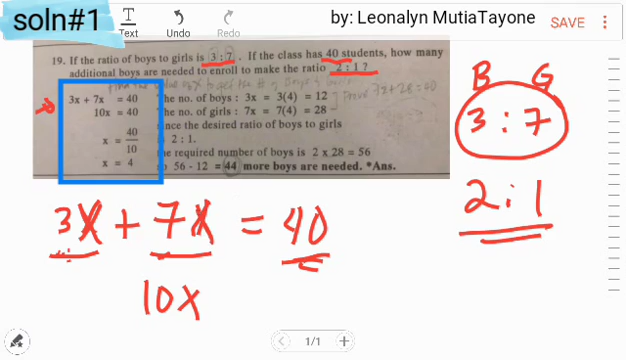 soln#1
by: Leonalyn MutiaTayone
Text
Undo
Redo
SAVE
19. If the ratio of boys to girls is 3 : 7. If the class has 40 students, how many
additional boys are needed to enroll to make the ratio 2 : 1 ?
3x + 7x = 40 The no. of boys : 3x = 3(4) = 12
10x = 40 The no. of girls : 7x = 7(4) = 28
Prove 7x+28=40
since the desired ratio of boys to girls
x = 40/10 is 2 : 1.
the required number of boys is 2 x 28 = 56
x = 4 56 - 12 = 44 more boys are needed. *Ans.
B G
3 : 7
2 : 1
3x + 7x = 40
10x
1/1